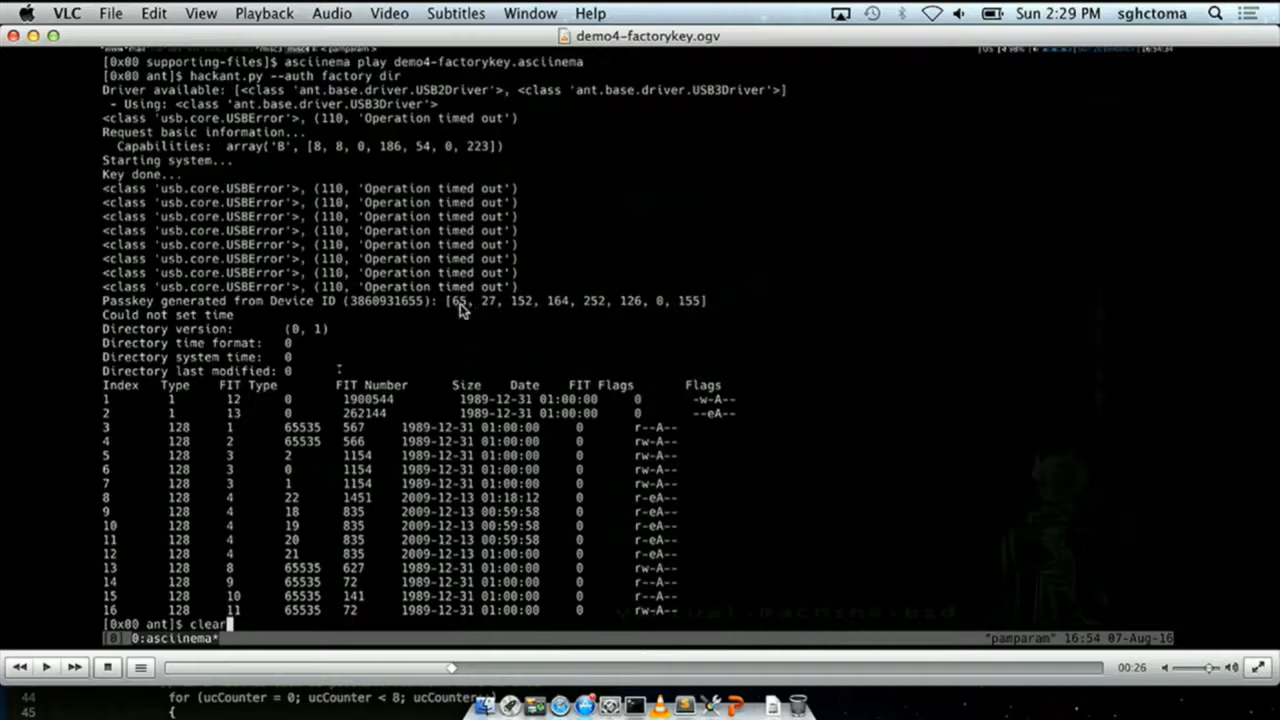 VLC File Edit View Playback Audio Video Subtitles Window Help Sun 2:29 PM sghctoma
demo4-factorykey.ogv
[0x00 supporting-files]$ asciinema play demo4-factorykey.asciinema
[0x00 ant]$ hackant.py --auth factory dir
Driver available: [<class 'ant.base.driver.USB2Driver'>, <class 'ant.base.driver.USB3Driver'>]
- Using: <class 'ant.base.driver.USB3Driver'>
<class 'usb.core.USBError'>, (110, 'Operation timed out')
Request basic information...
Capabilities: array('B', [8, 8, 0, 186, 54, 0, 223])
Starting system...
Key done...
<class 'usb.core.USBError'>, (110, 'Operation timed out')
<class 'usb.core.USBError'>, (110, 'Operation timed out')
<class 'usb.core.USBError'>, (110, 'Operation timed out')
<class 'usb.core.USBError'>, (110, 'Operation timed out')
<class 'usb.core.USBError'>, (110, 'Operation timed out')
<class 'usb.core.USBError'>, (110, 'Operation timed out')
<class 'usb.core.USBError'>, (110, 'Operation timed out')
<class 'usb.core.USBError'>, (110, 'Operation timed out')
Passkey generated from Device ID (3860931655): [65, 27, 152, 164, 252, 126, 0, 155]
Could not set time
Directory version: (0, 1)
Directory time format: 0
Directory system time: 0
Directory last modified: 0
Index Type FIT Type FIT Number Size Date FIT Flags Flags
1 1 12 0 1900544 1989-12-31 01:00:00 0 -w-A--
2 1 13 0 262144 1989-12-31 01:00:00 0 --eA--
3 128 1 65535 567 1989-12-31 01:00:00 0 r--A--
4 128 2 65535 566 1989-12-31 01:00:00 0 rw-A--
5 128 3 2 1154 1989-12-31 01:00:00 0 rw-A--
6 128 3 0 1154 1989-12-31 01:00:00 0 rw-A--
7 128 3 1 1154 1989-12-31 01:00:00 0 rw-A--
8 128 4 22 1451 2009-12-13 01:18:12 0 r-eA--
9 128 4 18 835 2009-12-13 00:59:58 0 r-eA--
10 128 4 19 835 2009-12-13 00:59:58 0 r-eA--
11 128 4 20 835 2009-12-13 00:59:58 0 r-eA--
12 128 4 21 835 2009-12-13 01:00:00 0 r-eA--
13 128 8 65535 627 1989-12-31 01:00:00 0 rw-A--
14 128 9 65535 72 1989-12-31 01:00:00 0 r--A--
15 128 10 65535 141 1989-12-31 01:00:00 0 r--A--
16 128 11 65535 72 1989-12-31 01:00:00 0 rw-A--
[0x00 ant]$ clear
[0] 0:asciinema* "pamparam" 16:54 07-Aug-16
00:26
44 for (ucCounter = 0; ucCounter < 8; ucCounter++)
45 {